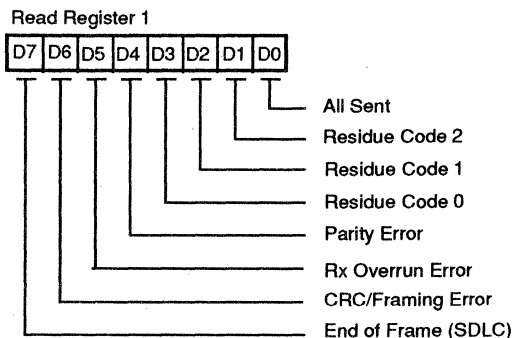 Read Register 1
D7 D6 D5 D4 D3 D2 D1 D0
All Sent
Residue Code 2
Residue Code 1
Residue Code 0
Parity Error
Rx Overrun Error
CRC/Framing Error
End of Frame (SDLC)